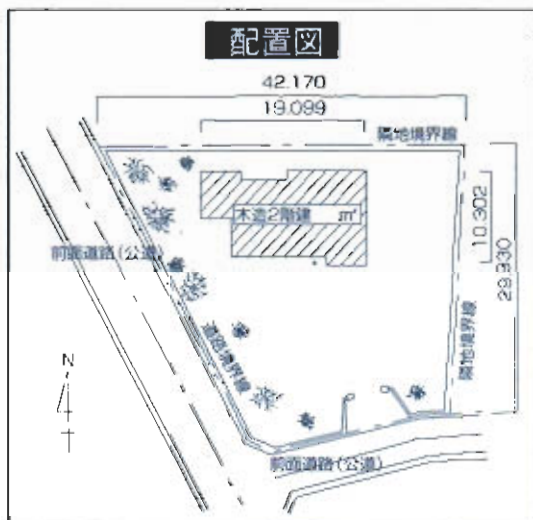 配置図
42.170
19.099
隣地境界線
木造2階建 ㎡
前面道路(公道)
10.302
29.930
道路境界線
隣地境界線
N
前面道路(公道)